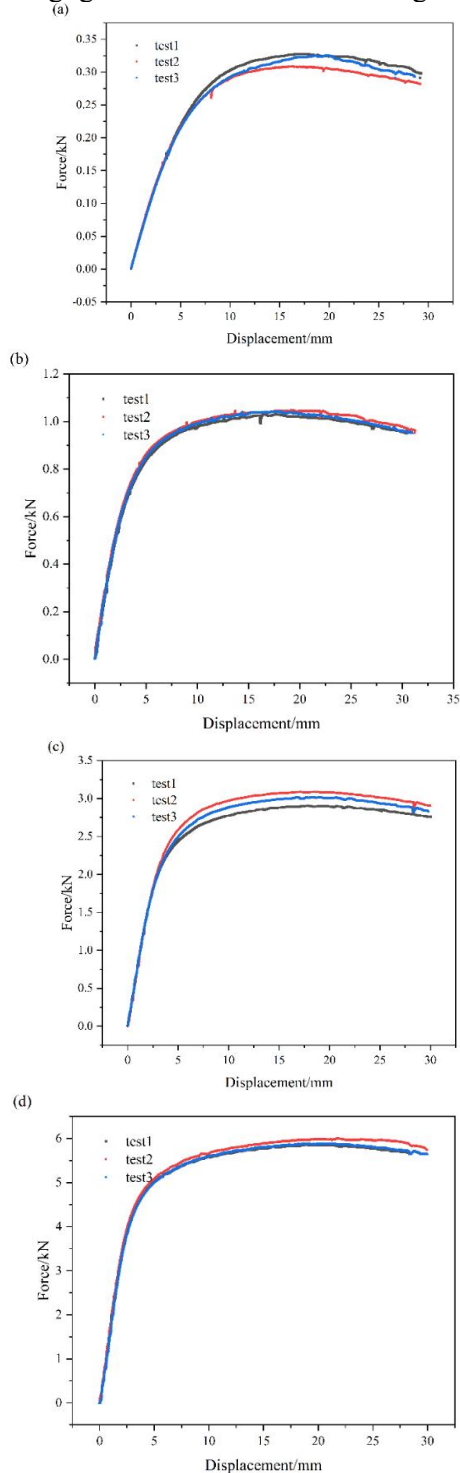 (a)
test1
test2
test3
0.35
0.30
0.25
0.20
0.15
0.10
0.05
0.00
-0.05
Force/kN
0 5 10 15 20 25 30
Displacement/mm
(b)
test1
test2
test3
1.2
1.0
0.8
0.6
0.4
0.2
0.0
Force/kN
0 5 10 15 20 25 30 35
Displacement/mm
(c)
test1
test2
test3
3.5
3.0
2.5
2.0
1.5
1.0
0.5
0.0
Force/kN
0 5 10 15 20 25 30
Displacement/mm
(d)
test1
test2
test3
6
5
4
3
2
1
0
Force/kN
0 5 10 15 20 25 30
Displacement/mm